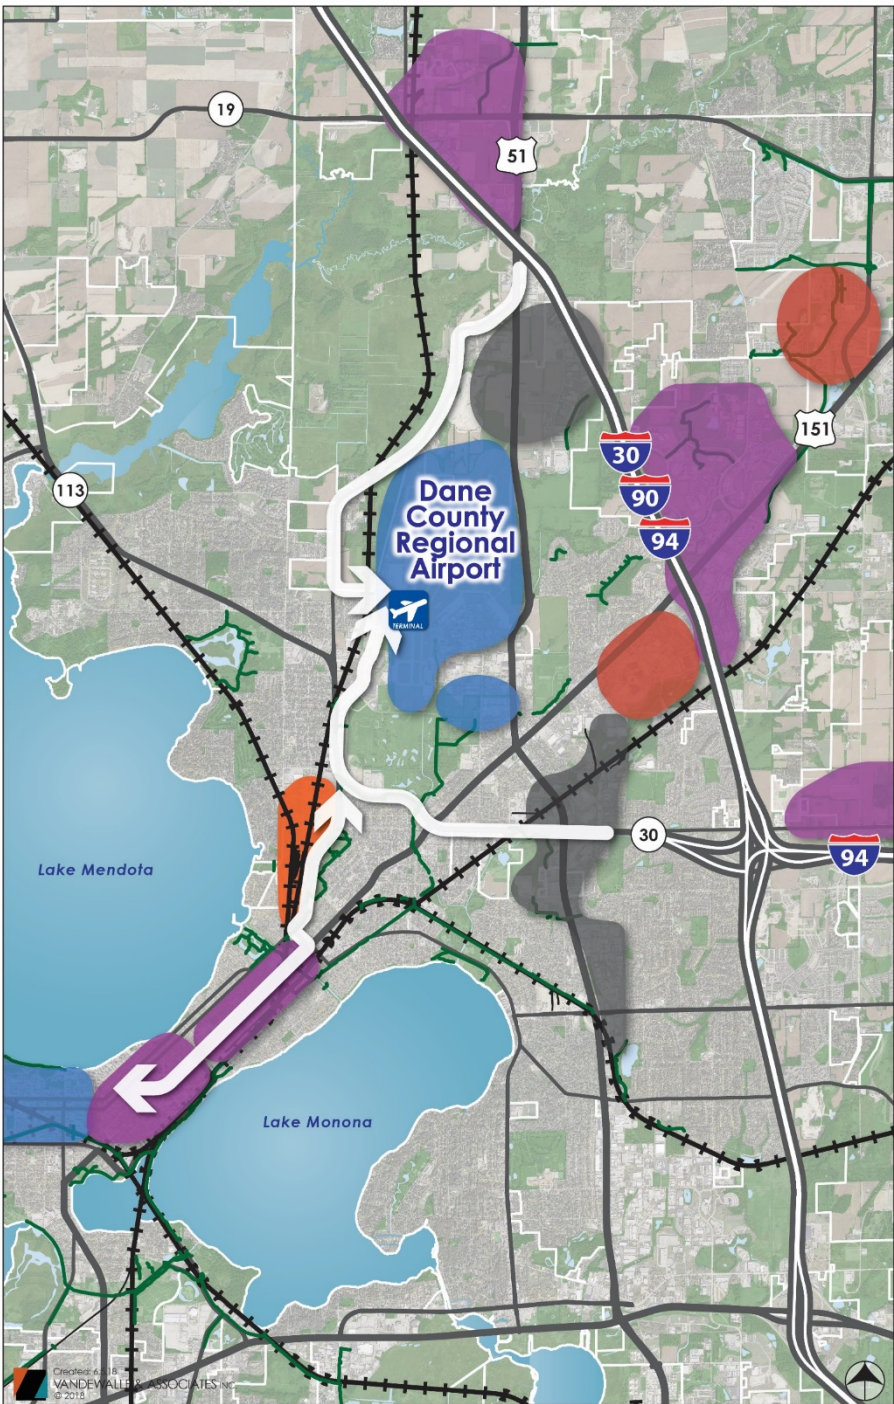 19
51
151
30
90
94
113
Dane
County
Regional
Airport
TERMINAL
30
94
Lake Mendota
Lake Monona
Created: 6.5.18
VANDEWALLE & ASSOCIATES INC.
© 2018